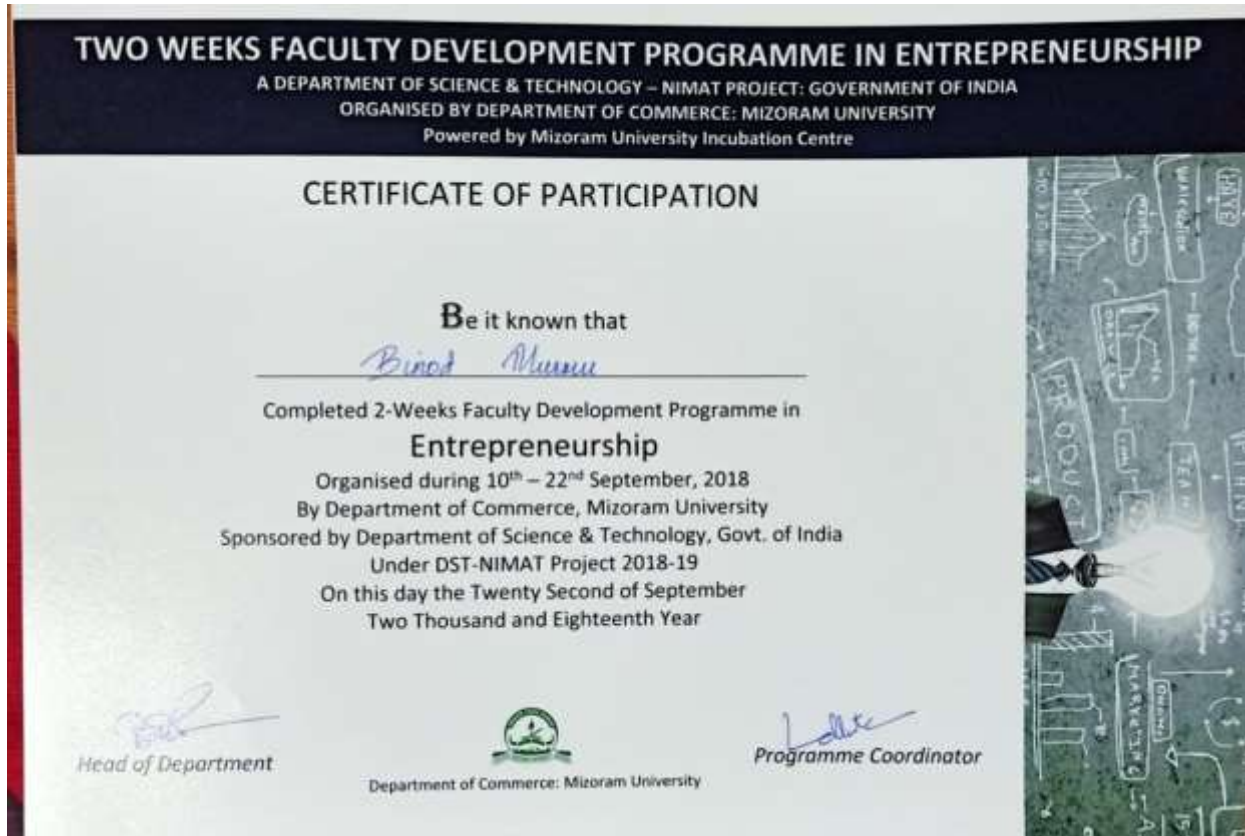 TWO WEEKS FACULTY DEVELOPMENT PROGRAMME IN ENTREPRENEURSHIP
A DEPARTMENT OF SCIENCE & TECHNOLOGY – NIMAT PROJECT: GOVERNMENT OF INDIA
ORGANISED BY DEPARTMENT OF COMMERCE: MIZORAM UNIVERSITY
Powered by Mizoram University Incubation Centre
CERTIFICATE OF PARTICIPATION
Be it known that
Binod
Completed 2-Weeks Faculty Development Programme in
Entrepreneurship
Organised during 10th – 22nd September, 2018
By Department of Commerce, Mizoram University
Sponsored by Department of Science & Technology, Govt. of India
Under DST-NIMAT Project 2018-19
On this day the Twenty Second of September
Two Thousand and Eighteenth Year
Head of Department
Department of Commerce: Mizoram University
Programme Coordinator
PRODUCT
TEAM
MARKETING